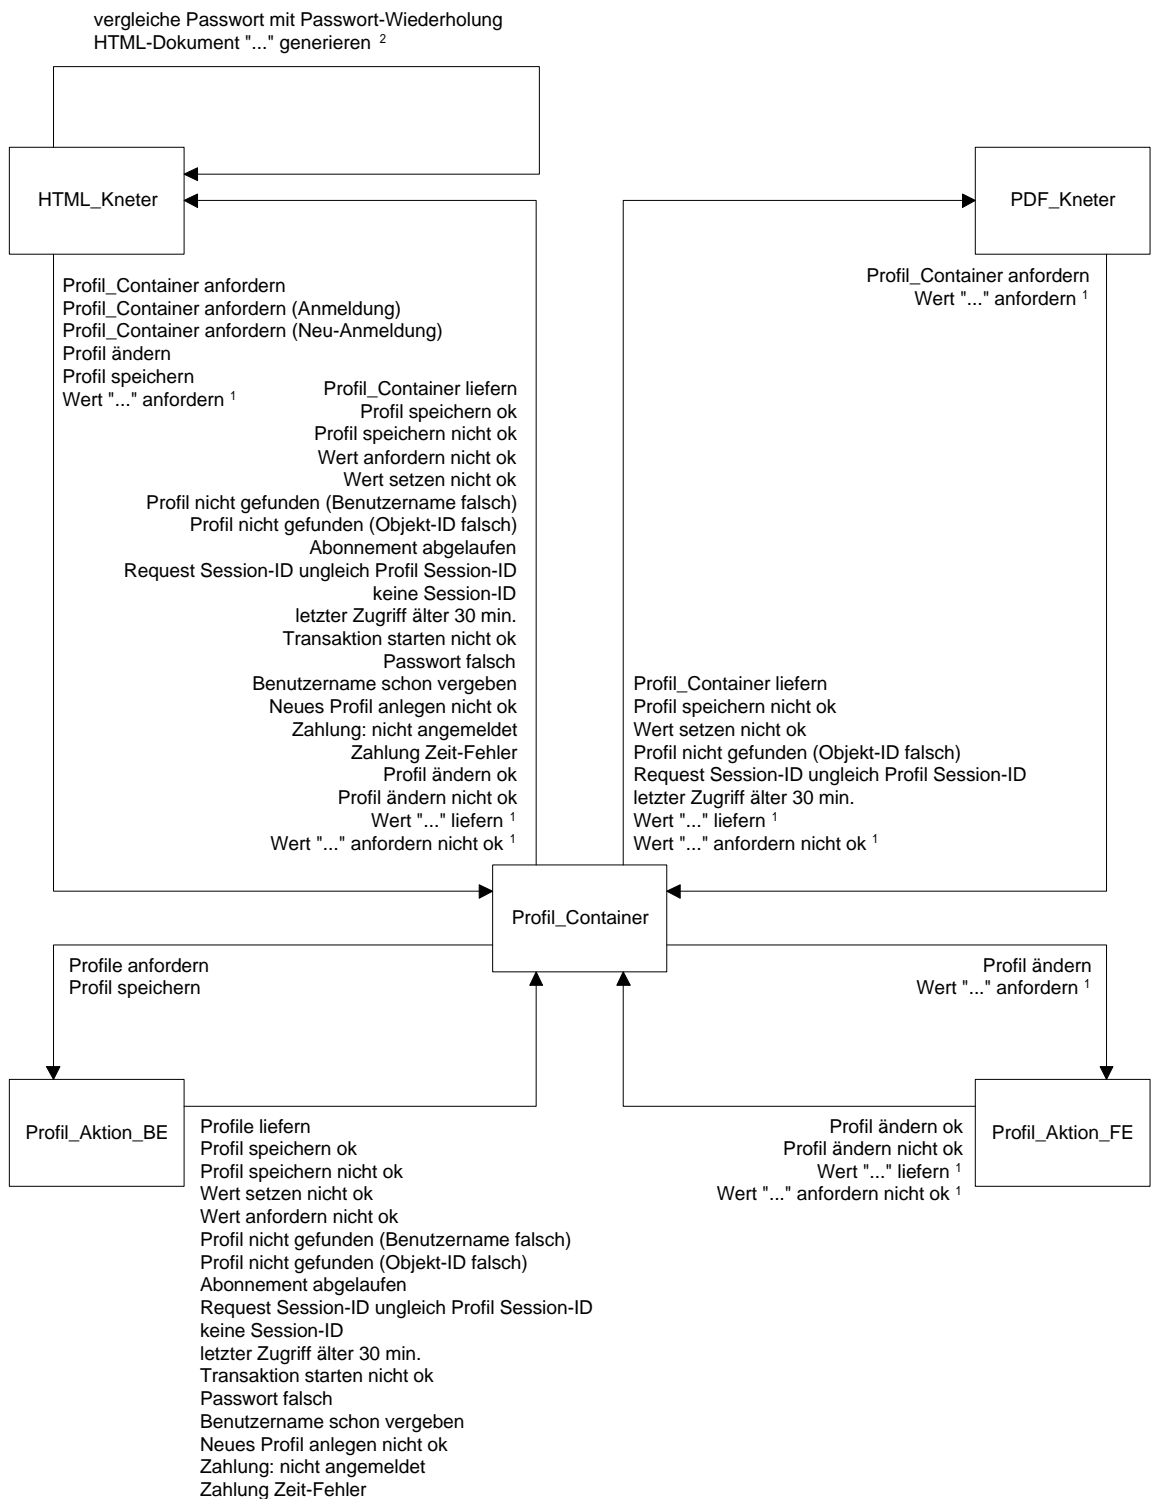 vergleiche Passwort mit Passwort-Wiederholung
HTML-Dokument "..." generieren ²
HTML_Kneter
PDF_Kneter
Profil_Container anfordern
Profil_Container anfordern (Anmeldung)
Profil_Container anfordern (Neu-Anmeldung)
Profil ändern
Profil speichern
Wert "..." anfordern ¹
Profil_Container anfordern
Wert "..." anfordern ¹
Profil_Container liefern
Profil speichern ok
Profil speichern nicht ok
Wert anfordern nicht ok
Wert setzen nicht ok
Profil nicht gefunden (Benutzername falsch)
Profil nicht gefunden (Objekt-ID falsch)
Abonnement abgelaufen
Request Session-ID ungleich Profil Session-ID
keine Session-ID
letzter Zugriff älter 30 min.
Transaktion starten nicht ok
Passwort falsch
Benutzername schon vergeben
Neues Profil anlegen nicht ok
Zahlung: nicht angemeldet
Zahlung Zeit-Fehler
Profil ändern ok
Profil ändern nicht ok
Wert "..." liefern ¹
Wert "..." anfordern nicht ok ¹
Profil_Container liefern
Profil speichern nicht ok
Wert setzen nicht ok
Profil nicht gefunden (Objekt-ID falsch)
Request Session-ID ungleich Profil Session-ID
letzter Zugriff älter 30 min.
Wert "..." liefern ¹
Wert "..." anfordern nicht ok ¹
Profil_Container
Profile anfordern
Profil speichern
Profil ändern
Wert "..." anfordern ¹
Profil_Aktion_BE
Profil_Aktion_FE
Profile liefern
Profil speichern ok
Profil speichern nicht ok
Wert setzen nicht ok
Wert anfordern nicht ok
Profil nicht gefunden (Benutzername falsch)
Profil nicht gefunden (Objekt-ID falsch)
Abonnement abgelaufen
Request Session-ID ungleich Profil Session-ID
keine Session-ID
letzter Zugriff älter 30 min.
Transaktion starten nicht ok
Passwort falsch
Benutzername schon vergeben
Neues Profil anlegen nicht ok
Zahlung: nicht angemeldet
Zahlung Zeit-Fehler
Profil ändern ok
Profil ändern nicht ok
Wert "..." liefern ¹
Wert "..." anfordern nicht ok ¹